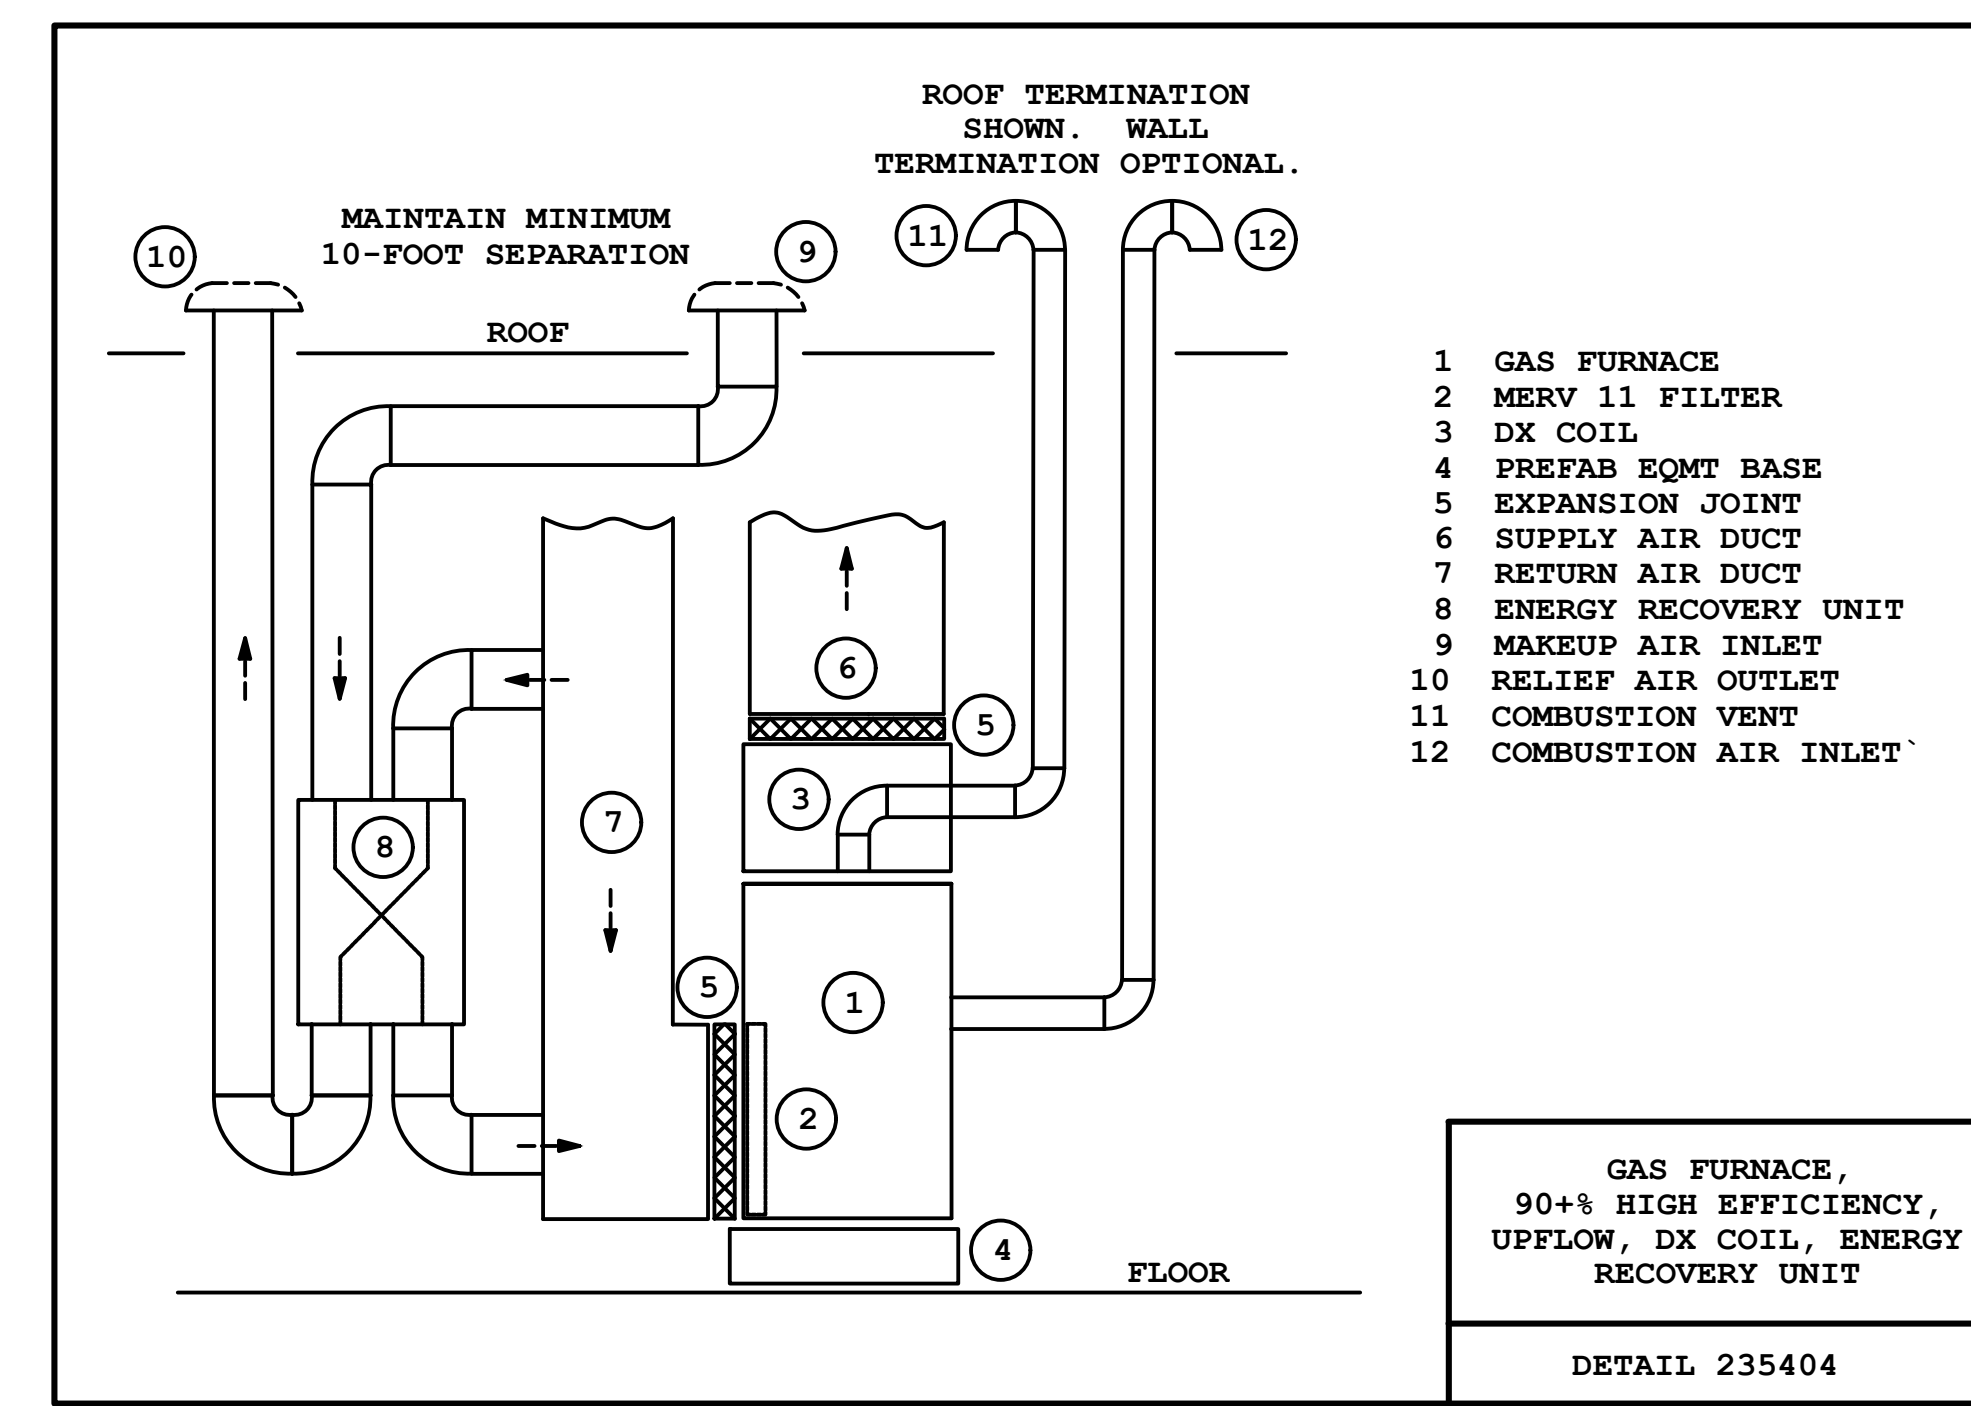 ROOF TERMINATION
SHOWN. WALL
TERMINATION OPTIONAL.
MAINTAIN MINIMUM
10-FOOT SEPARATION
10
9
11
12
ROOF
6
5
3
7
8
5
1
2
4
FLOOR
1 GAS FURNACE
2 MERV 11 FILTER
3 DX COIL
4 PREFAB EQMT BASE
5 EXPANSION JOINT
6 SUPPLY AIR DUCT
7 RETURN AIR DUCT
8 ENERGY RECOVERY UNIT
9 MAKEUP AIR INLET
10 RELIEF AIR OUTLET
11 COMBUSTION VENT
12 COMBUSTION AIR INLET`
GAS FURNACE,
90+% HIGH EFFICIENCY,
UPFLOW, DX COIL, ENERGY
RECOVERY UNIT
DETAIL 235404